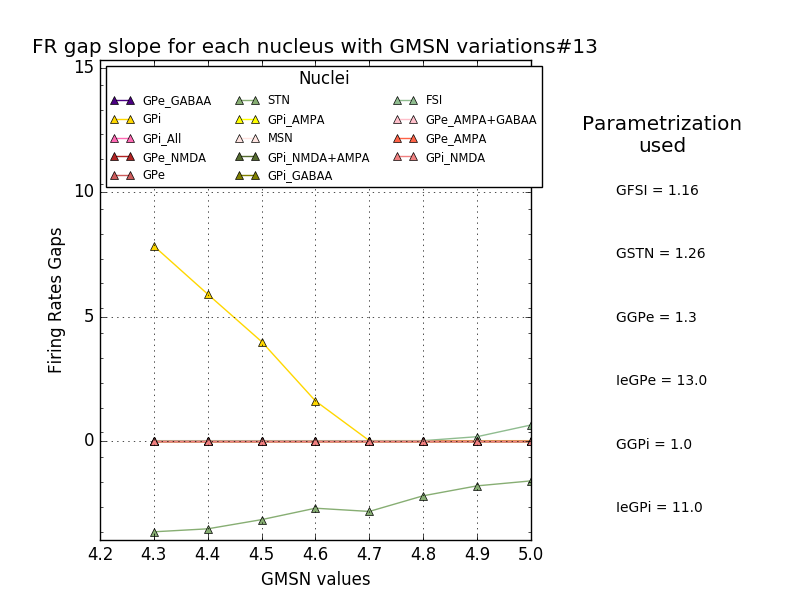 FR gap slope for each nucleus with GMSN variations#13
Nuclei
GPe_GABAA
GPi
GPi_All
GPe_NMDA
GPe
STN
GPi_AMPA
MSN
GPi_NMDA+AMPA
GPi_GABAA
FSI
GPe_AMPA+GABAA
GPe_AMPA
GPi_NMDA
15
10
5
0
Firing Rates Gaps
4.2 4.3 4.4 4.5 4.6 4.7 4.8 4.9 5.0
GMSN values
Parametrization
used
GFSI = 1.16
GSTN = 1.26
GGPe = 1.3
IeGPe = 13.0
GGPi = 1.0
IeGPi = 11.0